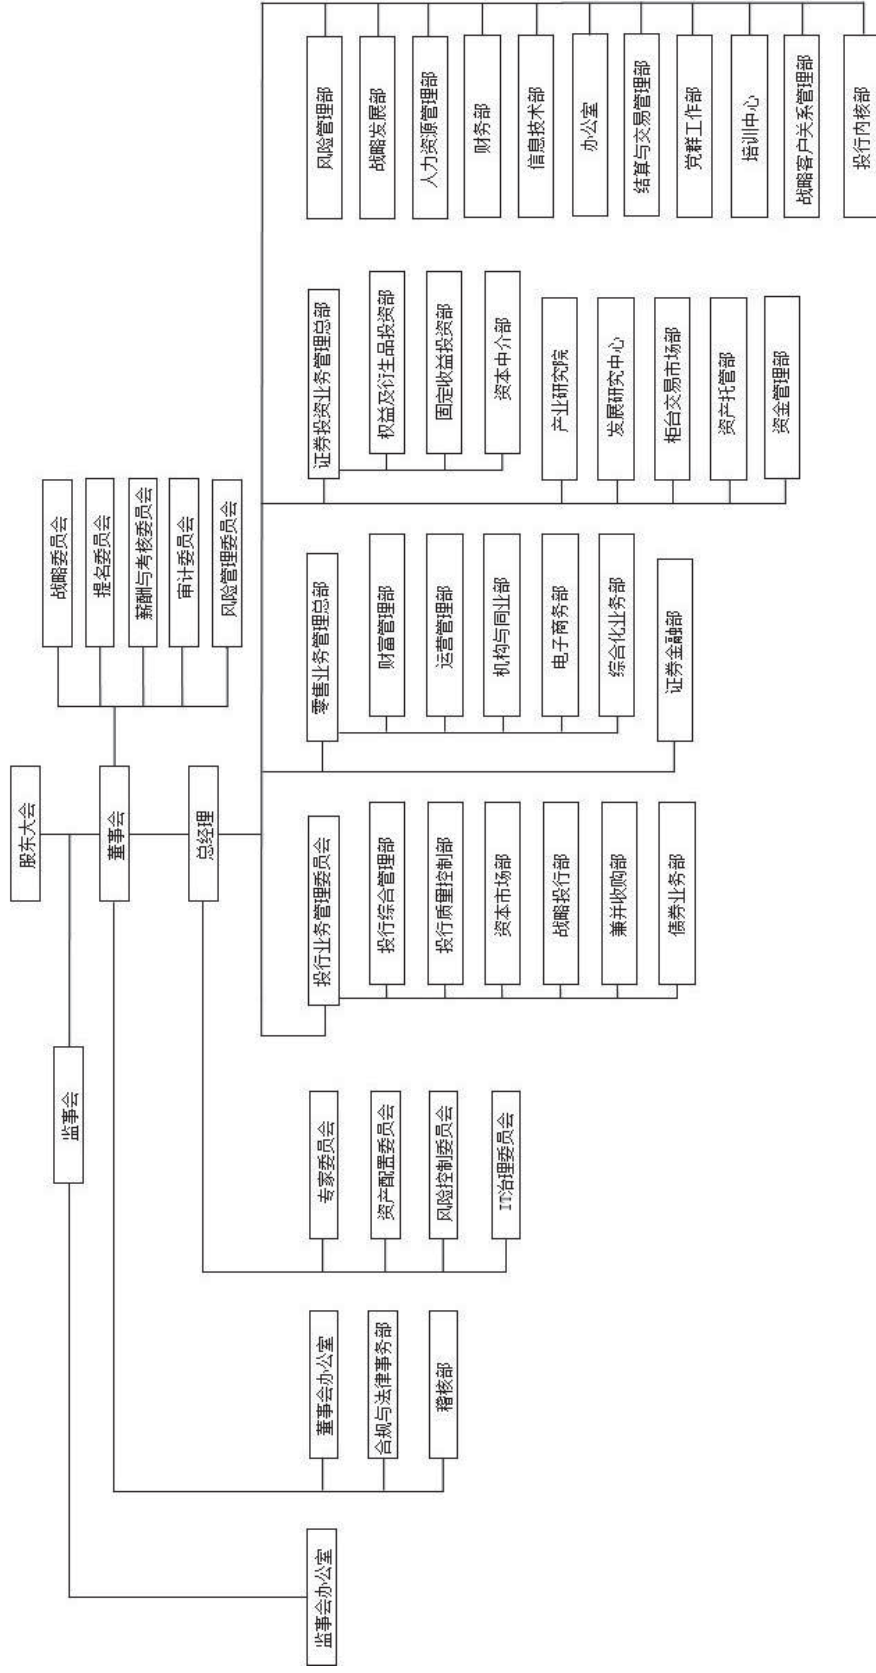 股东大会
监事会
董事会
战略委员会
提名委员会
薪酬与考核委员会
审计委员会
风险管理委员会
总经理
监事会办公室
董事会办公室
合规与法律事务部
稽核部
专家委员会
资产配置委员会
风险控制委员会
IT治理委员会
投行业务管理委员会
投行综合管理部
投行质量控制部
资本市场部
战略投行部
兼并收购部
债券业务部
零售业务管理总部
财富管理部
运营管理部
机构与同业部
电子商务部
综合化业务部
证券金融部
证券投资业务管理总部
权益及衍生品投资部
固定收益投资部
资本中介部
产业研究院
发展研究中心
柜台交易市场部
资产托管部
资金管理部
风险管理部
战略发展部
人力资源管理部
财务部
信息技术部
办公室
结算与交易管理部
党群工作部
培训中心
战略客户关系管理部
投行内核部